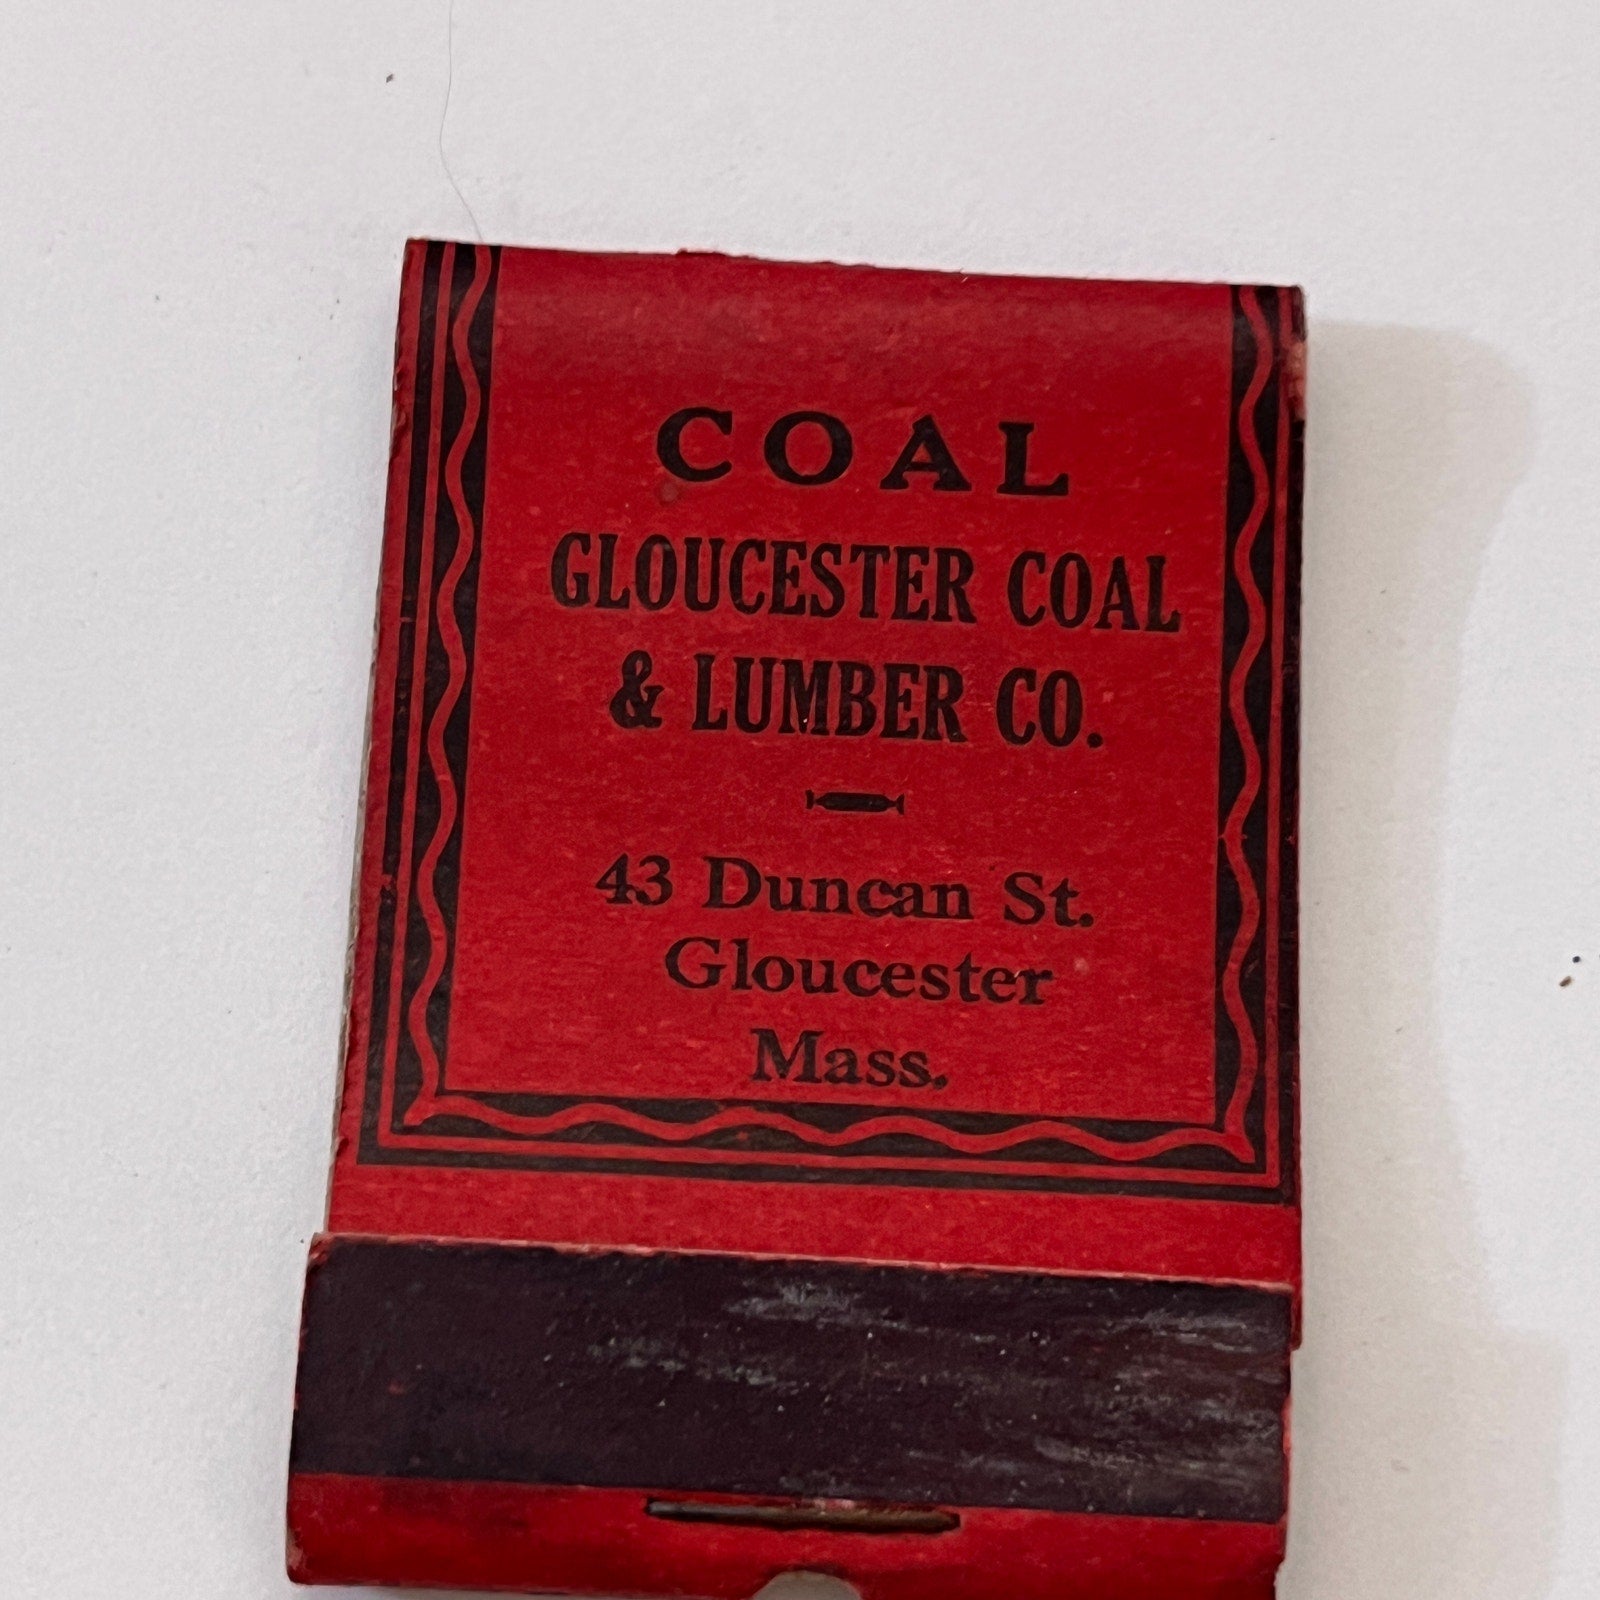 COAL
GLOUCESTER COAL
& LUMBER CO.
43 Duncan St.
Gloucester
Mass.